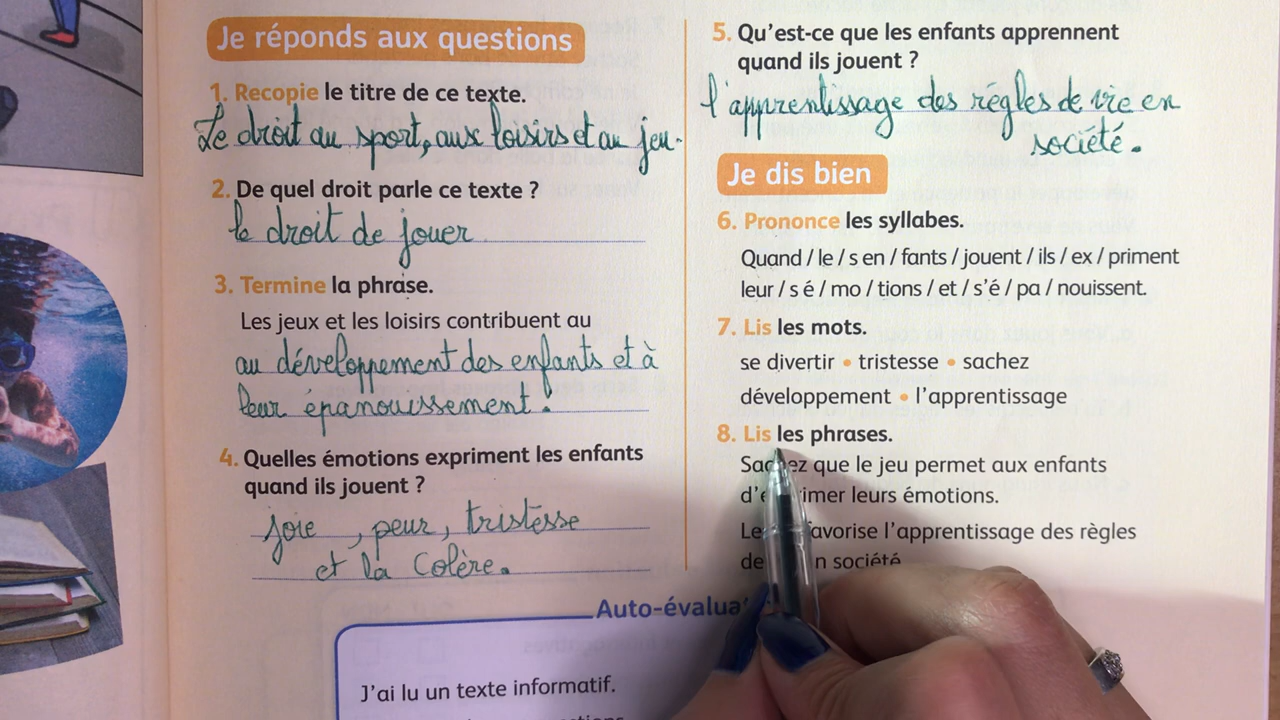 Je réponds aux questions
1. Recopie le titre de ce texte.
Le droit au sport, aux loisirs et au jeu.
2. De quel droit parle ce texte ?
le droit de jouer
3. Termine la phrase.
Les jeux et les loisirs contribuent au
au développement des enfants et à
leur épanouissement.
4. Quelles émotions expriment les enfants
quand ils jouent ?
joie, peur, tristesse
et la Colère.
5. Qu'est-ce que les enfants apprennent
quand ils jouent ?
l'apprentissage des règles de vie en
société.
Je dis bien
6. Prononce les syllabes.
Quand / le / s en / fants / jouent / ils / ex / priment
leur / s é / mo / tions / et / s'é / pa / nouissent.
7. Lis les mots.
se divertir • tristesse • sachez
développement • l'apprentissage
8. Lis les phrases.
Sachez que le jeu permet aux enfants
d'exprimer leurs émotions.
l'apprentissage des règles
société
J'ai lu un texte informatif.